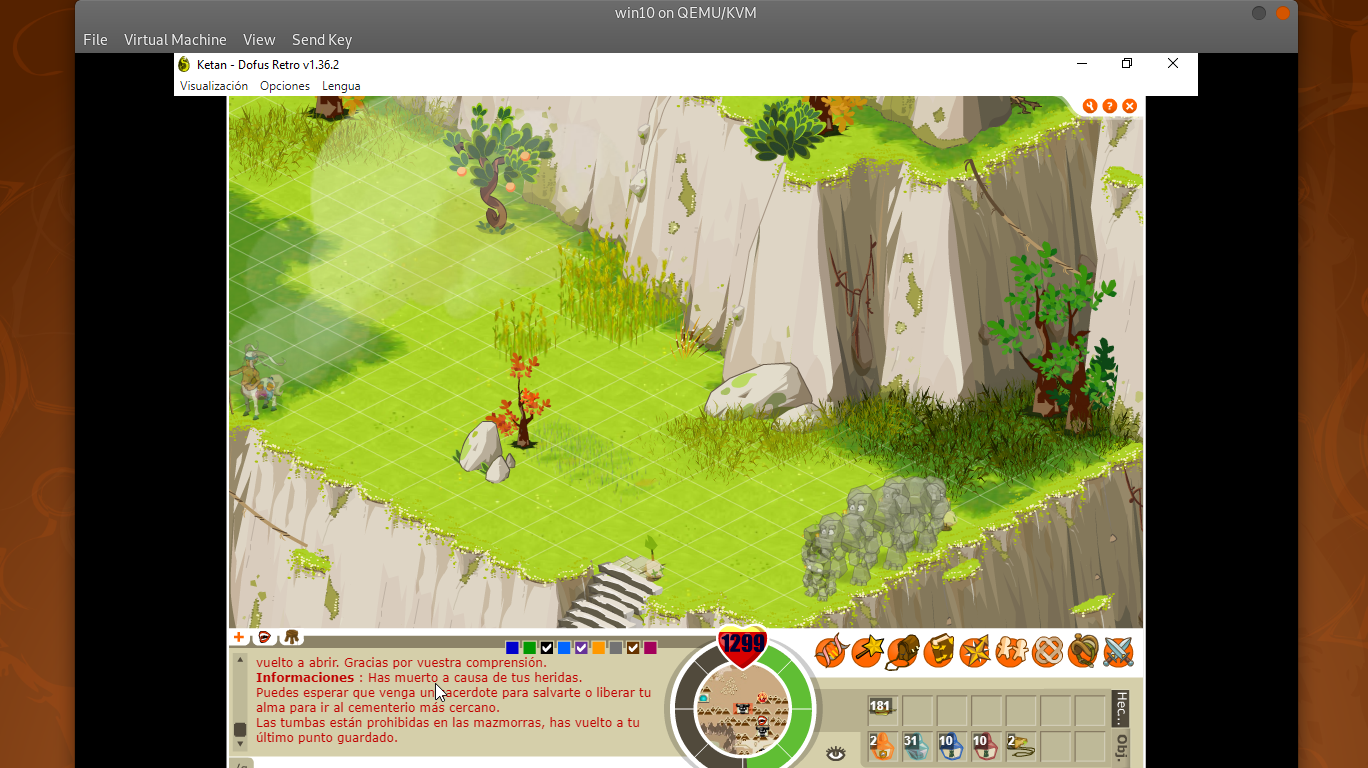 win10 on QEMU/KVM
File Virtual Machine View Send Key
Ketan - Dofus Retro v1.36.2
Visualización Opciones Lengua
1299
vuelto a abrir. Gracias por vuestra comprensión.
Informaciones : Has muerto a causa de tus heridas.
Puedes esperar que venga un sacerdote para salvarte o liberar tu
alma para ir al cementerio más cercano.
Las tumbas están prohibidas en las mazmorras, has vuelto a tu
último punto guardado.
181
Hec...
2 31 10 10 2
Obj.